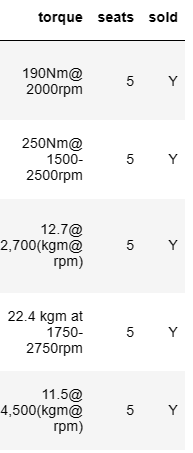 torque seats sold
190Nm@
2000rpm 5 Y
250Nm@
1500-
2500rpm 5 Y
12.7@
2,700(kgm@
rpm) 5 Y
22.4 kgm at
1750-
2750rpm 5 Y
11.5@
4,500(kgm@
rpm) 5 Y